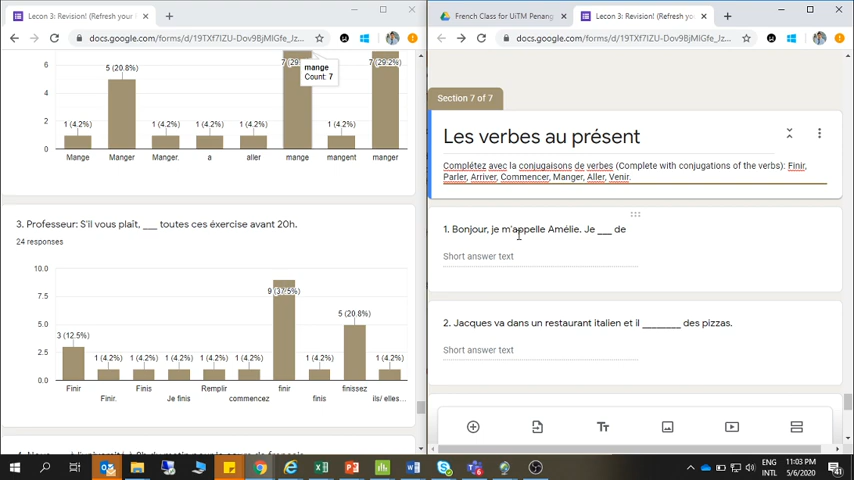 Lecon 3: Revision! (Refresh your
docs.google.com/forms/d/19TXf7IZU-Dov9BjMIGfe_Jz...
6
4
2
0
5 (20.8%)
7 (29.
7 (29.2%)
mange
Count: 7
1 (4.2%)
1 (4.2%)
1 (4.2%)
1 (4.2%)
1 (4.2%)
Mange
Manger
Manger.
a
aller
mange
mangent
manger
3. Professeur: S'il vous plaît, ___ toutes ces éxercise avant 20h.
24 responses
10.0
7.5
5.0
2.5
0.0
3 (12.5%)
1 (4.2%)
1 (4.2%)
1 (4.2%)
1 (4.2%)
1 (4.2%)
9 (37.5%)
1 (4.2%)
5 (20.8%)
1 (4.2%)
Finir
Finir.
Finis
Je finis
Remplir
commencez
finir
finis
finissez
ils/ elles...
French Class for UiTM Penang
Lecon 3: Revision! (Refresh yo
docs.google.com/forms/d/19TXf7IZU-Dov9BjMIGfe_Jz...
Section 7 of 7
Les verbes au présent
Complétez avec la conjugaisons de verbes (Complete with conjugations of the verbs): Finir,
Parler, Arriver, Commencer, Manger, Aller, Venir.
1. Bonjour, je m'appelle Amélie. Je ___ de
Short answer text
2. Jacques va dans un restaurant italien et il ________ des pizzas.
Short answer text
Tт
ENG
INTL
11:03 PM
5/6/2020